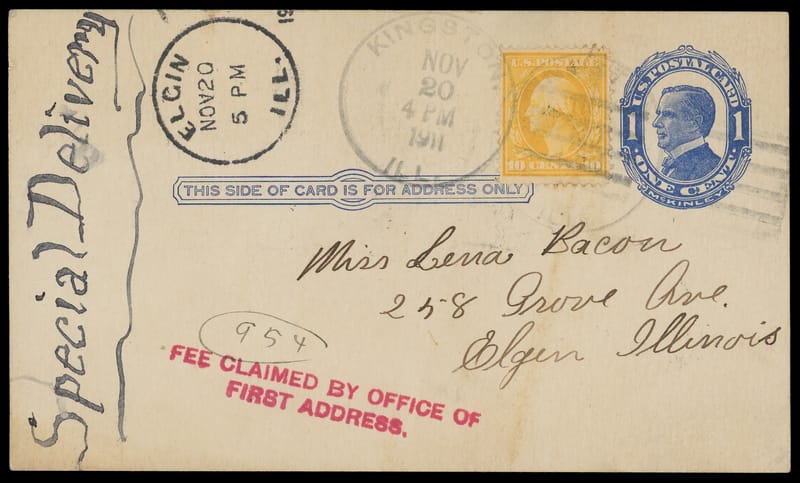 Special Delivery
ELGIN
NOV 20
5 PM
19
ILL.
KINGSTON
NOV
20
4 PM
1911
ILL.
U.S. POSTAGE
10 CENTS 10
U.S. POSTAL CARD
1 1
ONE CENT
McKINLEY
THIS SIDE OF CARD IS FOR ADDRESS ONLY
Miss Lena Bacon
258 Grove Ave.
Elgin Illinois
954
FEE CLAIMED BY OFFICE OF
FIRST ADDRESS.